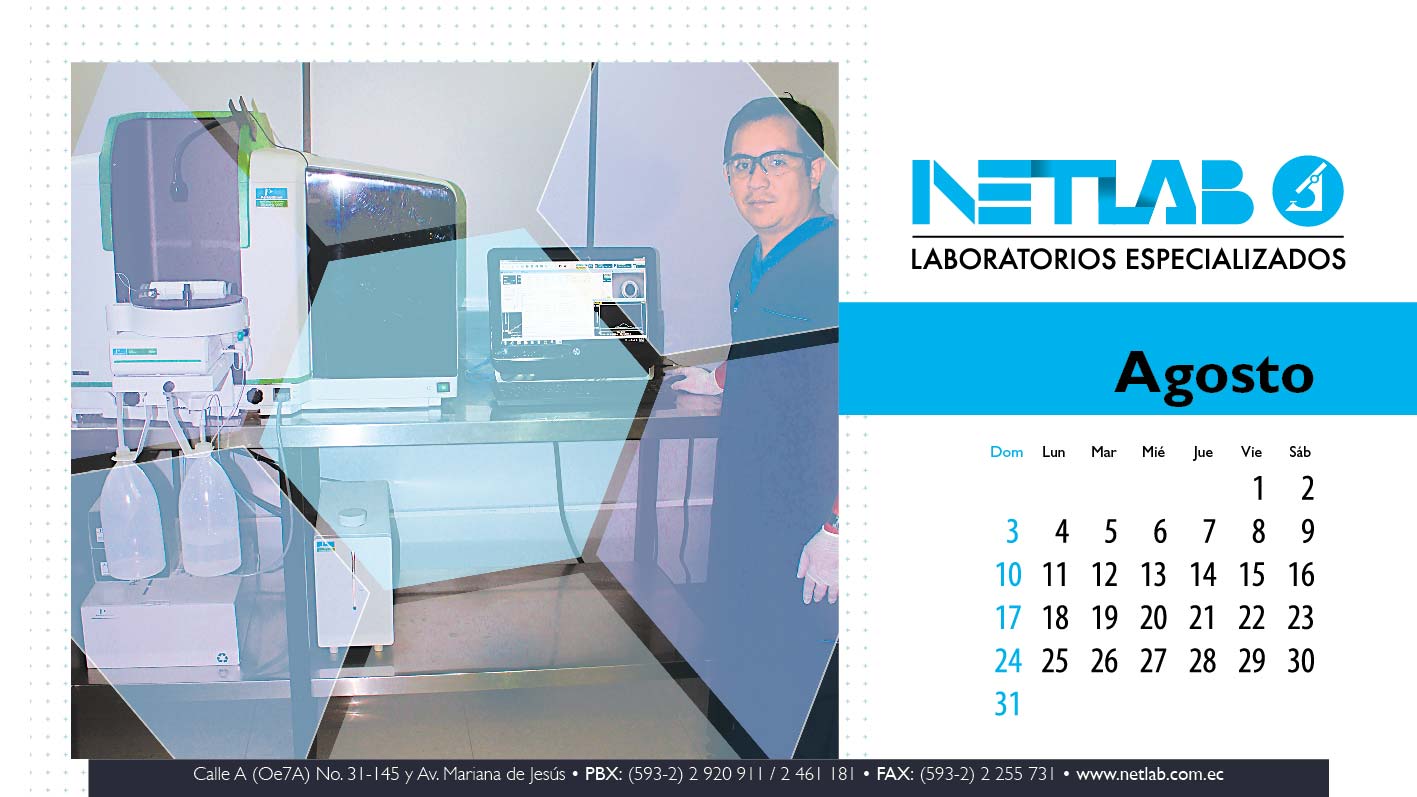 NETLAB
LABORATORIOS ESPECIALIZADOS
Agosto
Dom Lun Mar Mié Jue Vie Sáb
1 2
3 4 5 6 7 8 9
10 11 12 13 14 15 16
17 18 19 20 21 22 23
24 25 26 27 28 29 30
31
Calle A (Oe7A) No. 31-145 y Av. Mariana de Jesús • PBX: (593-2) 2 920 911 / 2 461 181 • FAX: (593-2) 2 255 731 • www.netlab.com.ec